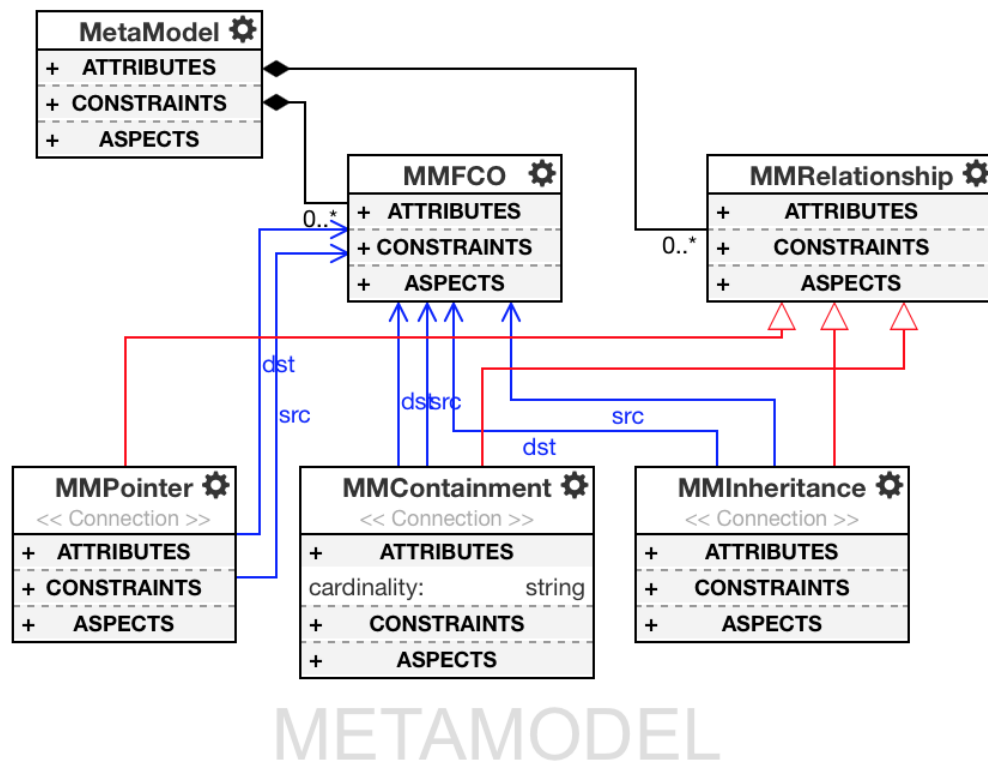 MetaModel
+ ATTRIBUTES
+ CONSTRAINTS
+ ASPECTS
MMFCO
+ ATTRIBUTES
+ CONSTRAINTS
+ ASPECTS
0..*
MMRelationship
+ ATTRIBUTES
+ CONSTRAINTS
+ ASPECTS
0..*
dst
src
dst
src
src
dst
MMPointer
<< Connection >>
+ ATTRIBUTES
+ CONSTRAINTS
+ ASPECTS
MMContainment
<< Connection >>
+ ATTRIBUTES
cardinality: string
+ CONSTRAINTS
+ ASPECTS
MMInheritance
<< Connection >>
+ ATTRIBUTES
+ CONSTRAINTS
+ ASPECTS
METAMODEL